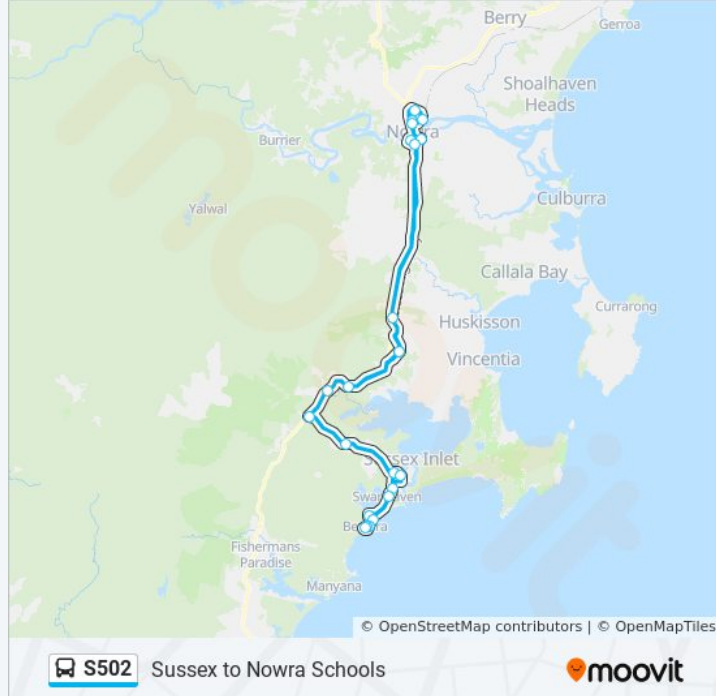 Berry
Gerroa
Shoalhaven
Heads
Nowra
Burrier
Yalwal
Culburra
Callala Bay
Currarong
Huskisson
Vincentia
Sussex Inlet
Fishermans
Paradise
Manyana
© OpenStreetMap contributors | © OpenMapTiles
S502 Sussex to Nowra Schools
moovit